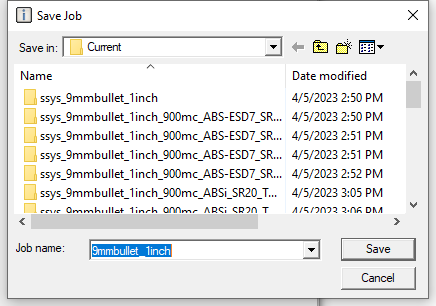 Save Job
Save in: Current
Name Date modified
ssys_9mmbullet_1inch 4/5/2023 2:50 PM
ssys_9mmbullet_1inch_900mc_ABS-ESD7_SR... 4/5/2023 2:50 PM
ssys_9mmbullet_1inch_900mc_ABS-ESD7_SR... 4/5/2023 2:51 PM
ssys_9mmbullet_1inch_900mc_ABS-ESD7_SR... 4/5/2023 2:51 PM
ssys_9mmbullet_1inch_900mc_ABS-ESD7_SR... 4/5/2023 2:52 PM
ssys_9mmbullet_1inch_900mc_ABSi_SR20_T... 4/5/2023 3:05 PM
ssys_9mmbullet_1inch_900mc_ABSi_SR20_T... 4/5/2023 3:06 PM
Job name: 9mmbullet_1inch Save
Cancel